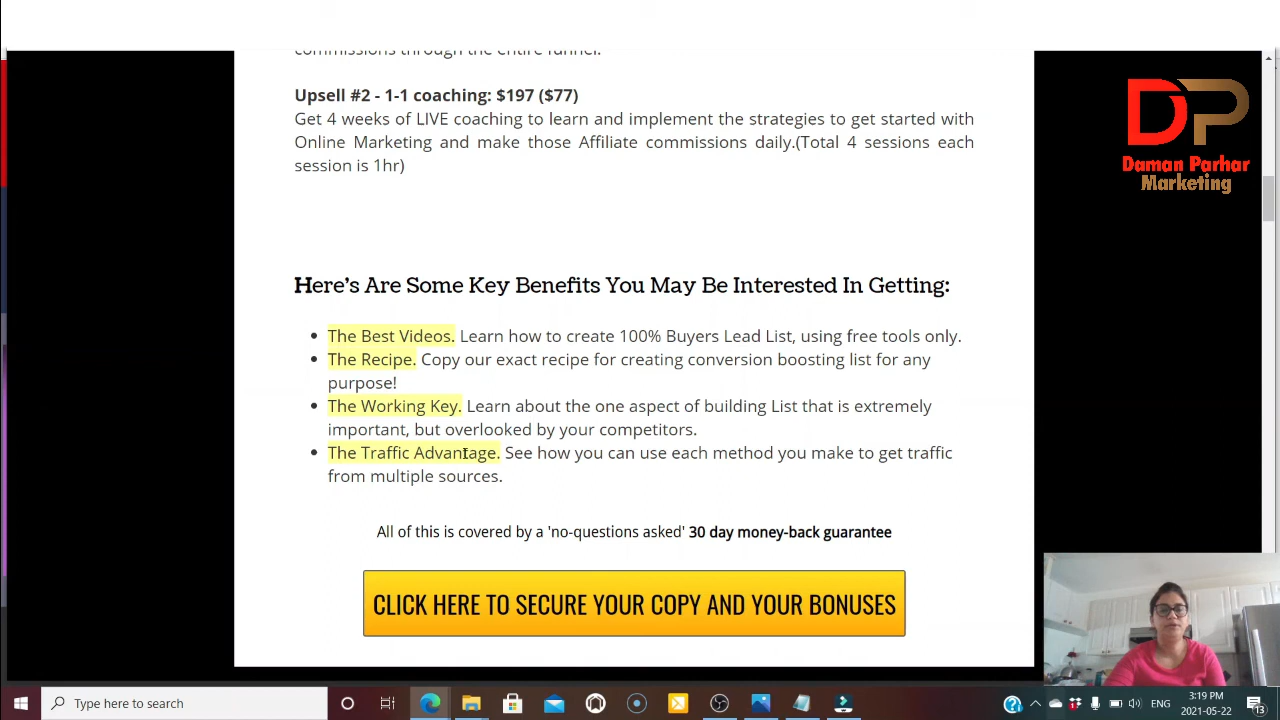 commissions through the entire funnel.
Upsell #2 - 1-1 coaching: $197 ($77)
Get 4 weeks of LIVE coaching to learn and implement the strategies to get started with
Online Marketing and make those Affiliate commissions daily.(Total 4 sessions each
session is 1hr)
DP
Daman Parhar
Marketing
Here's Are Some Key Benefits You May Be Interested In Getting:
The Best Videos. Learn how to create 100% Buyers Lead List, using free tools only.
The Recipe. Copy our exact recipe for creating conversion boosting list for any
purpose!
The Working Key. Learn about the one aspect of building List that is extremely
important, but overlooked by your competitors.
The Traffic Advantage. See how you can use each method you make to get traffic
from multiple sources.
All of this is covered by a 'no-questions asked' 30 day money-back guarantee
CLICK HERE TO SECURE YOUR COPY AND YOUR BONUSES
Type here to search
ENG
3:19 PM
2021-05-22
13